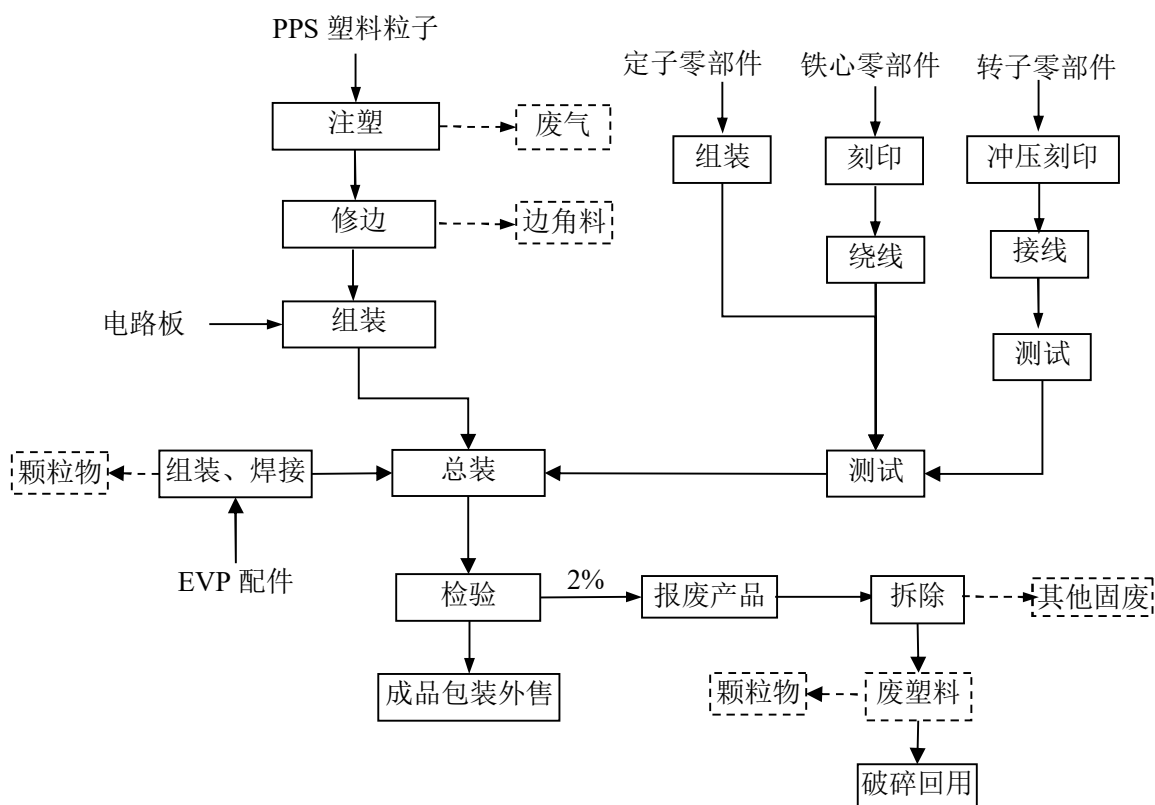 PPS 塑料粒子
定子零部件
铁心零部件
转子零部件
注塑
废气
组装
刻印
冲压刻印
修边
边角料
绕线
接线
电路板
组装
测试
颗粒物
组装、焊接
总装
测试
EVP 配件
检验
2%
报废产品
拆除
其他固废
成品包装外售
颗粒物
废塑料
破碎回用